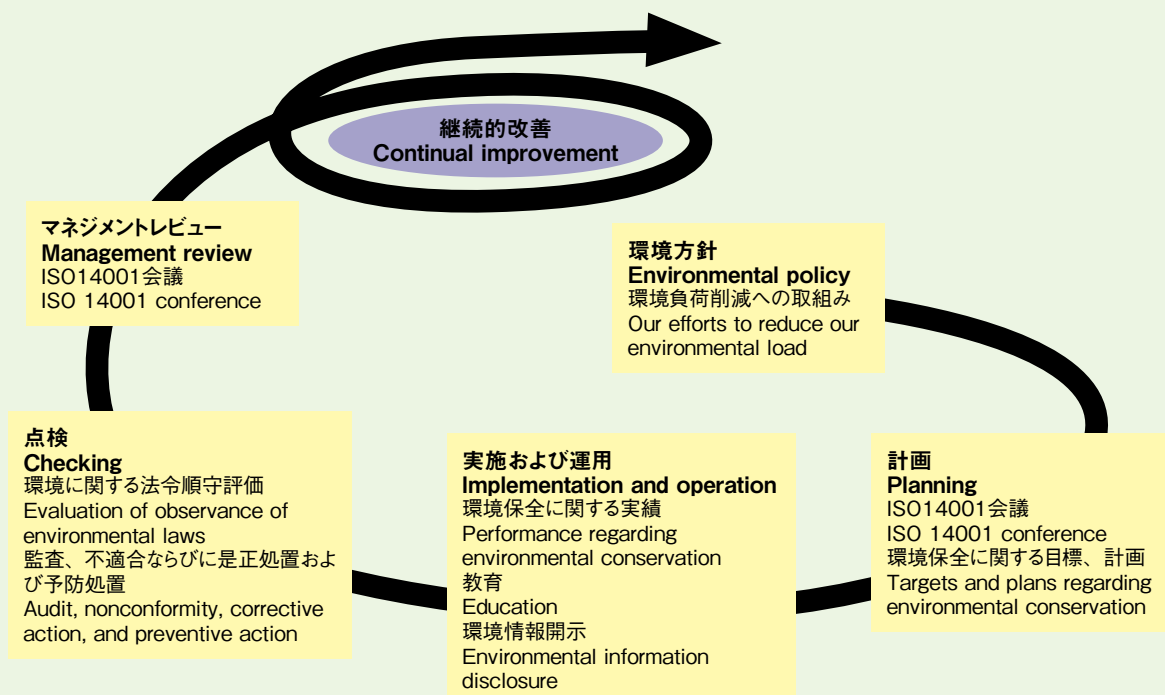 継続的改善
Continual improvement
マネジメントレビュー
Management review
ISO14001会議
ISO 14001 conference
環境方針
Environmental policy
環境負荷削減への取組み
Our efforts to reduce our
environmental load
点検
Checking
環境に関する法令順守評価
Evaluation of observance of
environmental laws
監査、不適合ならびに是正処置およ
び予防処置
Audit, nonconformity, corrective
action, and preventive action
実施および運用
Implementation and operation
環境保全に関する実績
Performance regarding
environmental conservation
教育
Education
環境情報開示
Environmental information
disclosure
計画
Planning
ISO14001会議
ISO 14001 conference
環境保全に関する目標、計画
Targets and plans regarding
environmental conservation